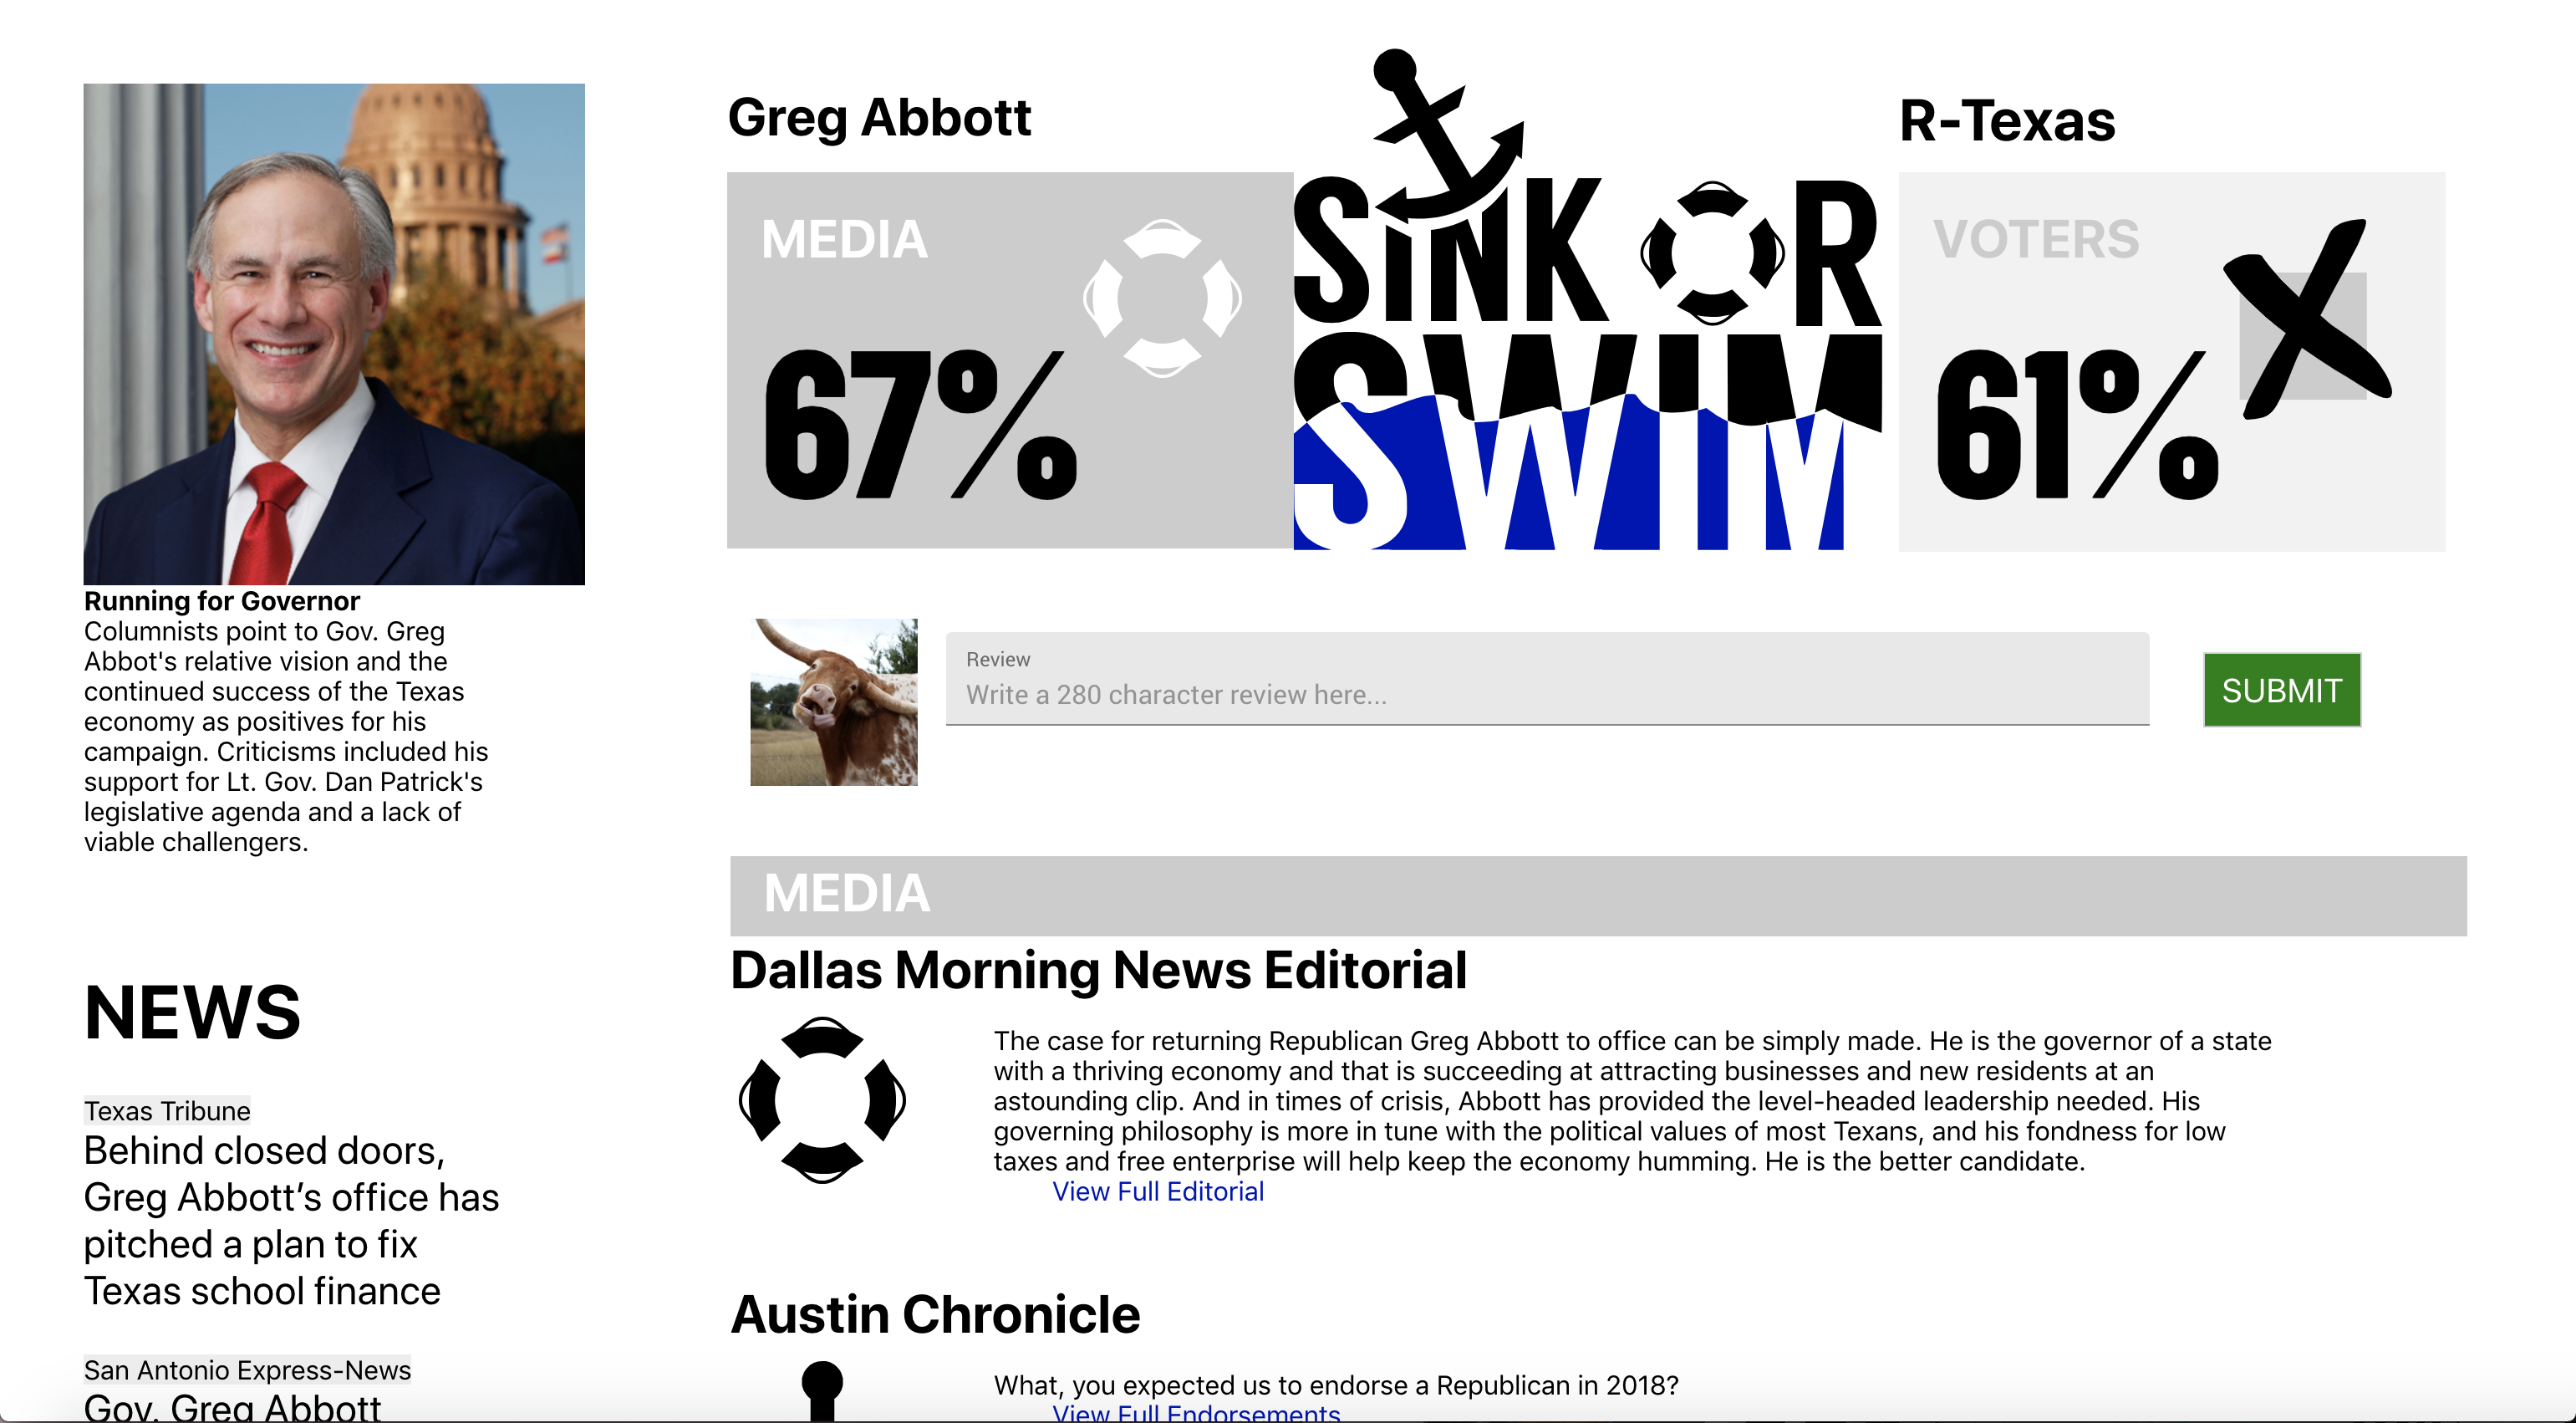 Greg Abbott
R-Texas
MEDIA
67%
SINK OR
SWIM
VOTERS
61%
Running for Governor
Columnists point to Gov. Greg
Abbot's relative vision and the
continued success of the Texas
economy as positives for his
campaign. Criticisms included his
support for Lt. Gov. Dan Patrick's
legislative agenda and a lack of
viable challengers.
Review
Write a 280 character review here...
SUBMIT
NEWS
Texas Tribune
Behind closed doors,
Greg Abbott’s office has
pitched a plan to fix
Texas school finance
San Antonio Express-News
Gov. Greg Abbott
MEDIA
Dallas Morning News Editorial
The case for returning Republican Greg Abbott to office can be simply made. He is the governor of a state
with a thriving economy and that is succeeding at attracting businesses and new residents at an
astounding clip. And in times of crisis, Abbott has provided the level-headed leadership needed. His
governing philosophy is more in tune with the political values of most Texans, and his fondness for low
taxes and free enterprise will help keep the economy humming. He is the better candidate.
View Full Editorial
Austin Chronicle
What, you expected us to endorse a Republican in 2018?
View Full Endorsements